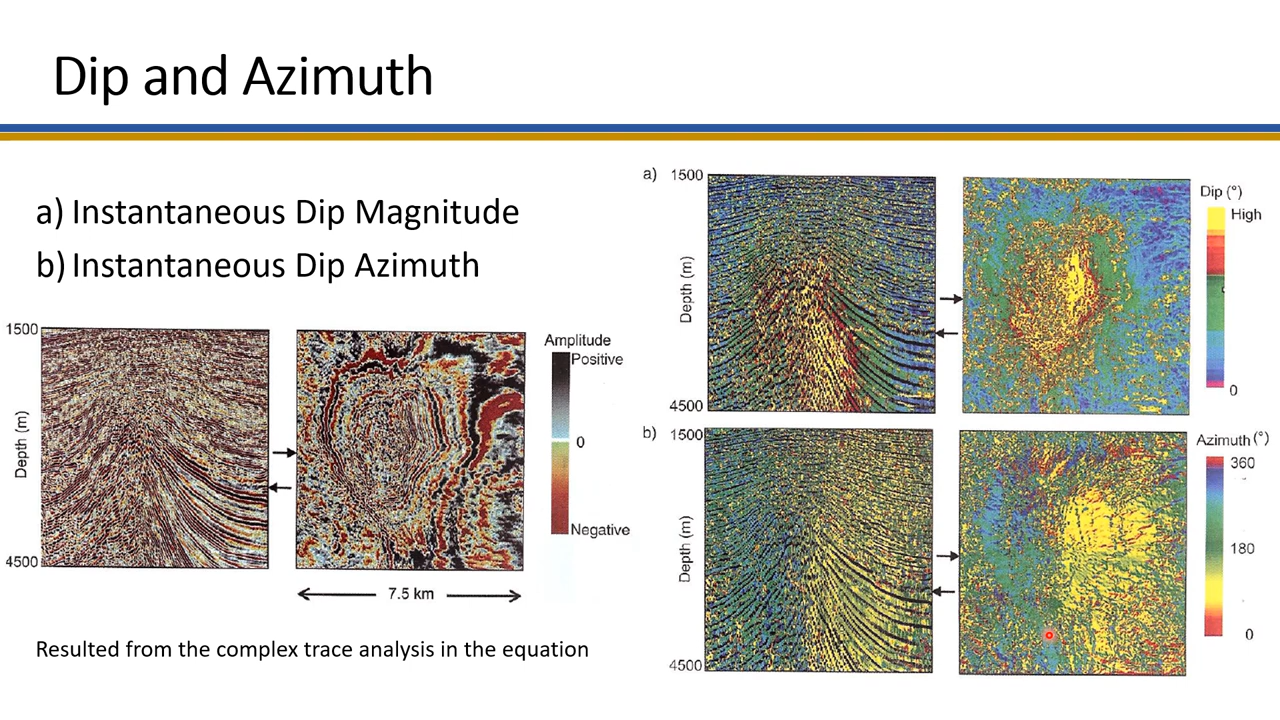 Dip and Azimuth
a) Instantaneous Dip Magnitude
b) Instantaneous Dip Azimuth
1500
Depth (m)
4500
7.5 km
Amplitude
Positive
0
Negative
Resulted from the complex trace analysis in the equation
a)
1500
Depth (m)
4500
Dip (°)
High
0
b)
1500
Depth (m)
4500
Azimuth (°)
360
180
0